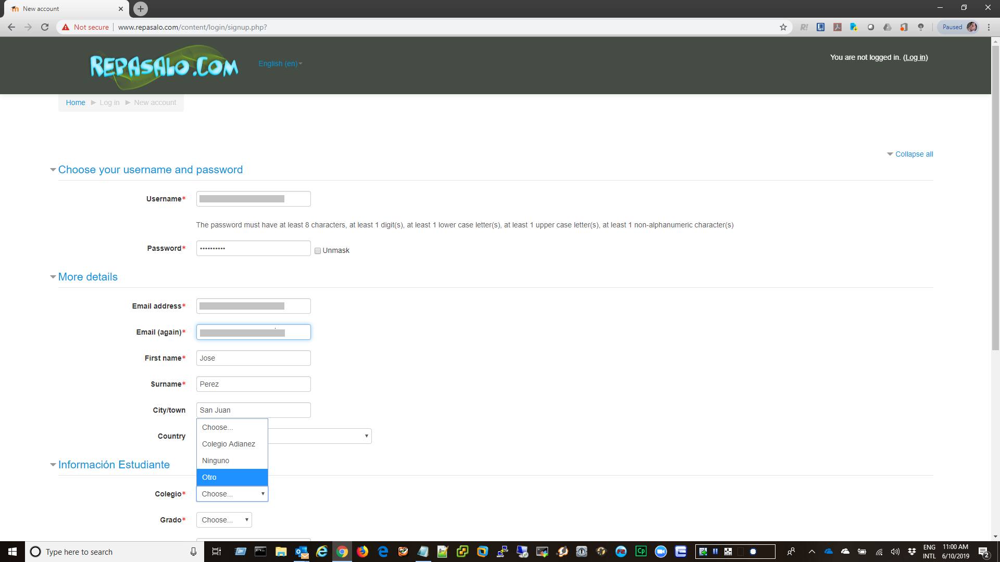 New account
Not secure
www.repasalo.com/content/login/signup.php?
Paused
REPASALO.COM
English (en)
You are not logged in. (Log in)
Home ► Log in ► New account
Collapse all
Choose your username and password
Username*
The password must have at least 8 characters, at least 1 digit(s), at least 1 lower case letter(s), at least 1 upper case letter(s), at least 1 non-alphanumeric character(s)
Password* •••••••••• Unmask
More details
Email address*
Email (again)*
First name* Jose
Surname* Perez
City/town San Juan
Country
Choose...
Colegio Adianez
Ninguno
Otro
Información Estudiante
Colegio* Choose...
Grado* Choose...
Type here to search
ENG
INTL
11:00 AM
6/10/2019
2